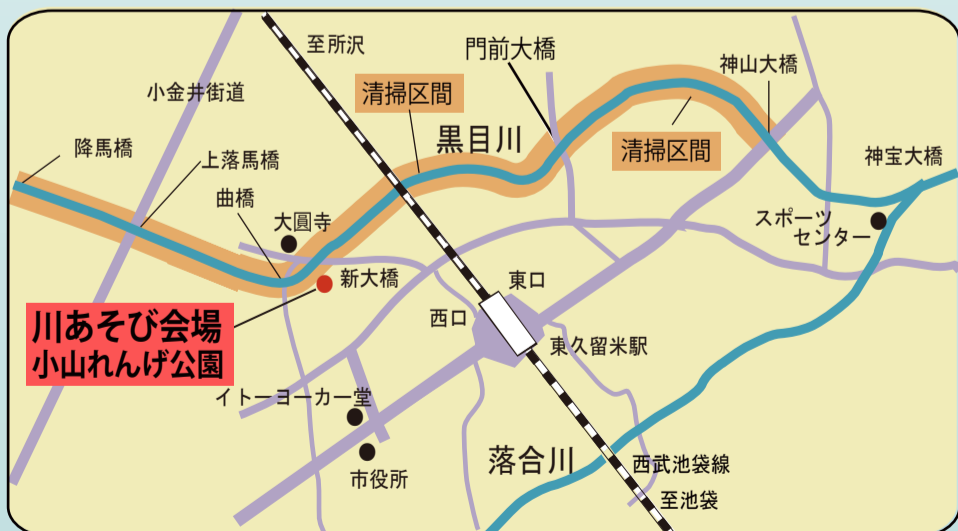 至所沢
門前大橋
神山大橋
小金井街道
清掃区間
黒目川
清掃区間
降馬橋
上落馬橋
神宝大橋
曲橋
大圓寺
スポーツ
センター
新大橋
東口
川あそび会場
小山れんげ公園
西口
東久留米駅
イトーヨーカー堂
落合川
西武池袋線
市役所
至池袋